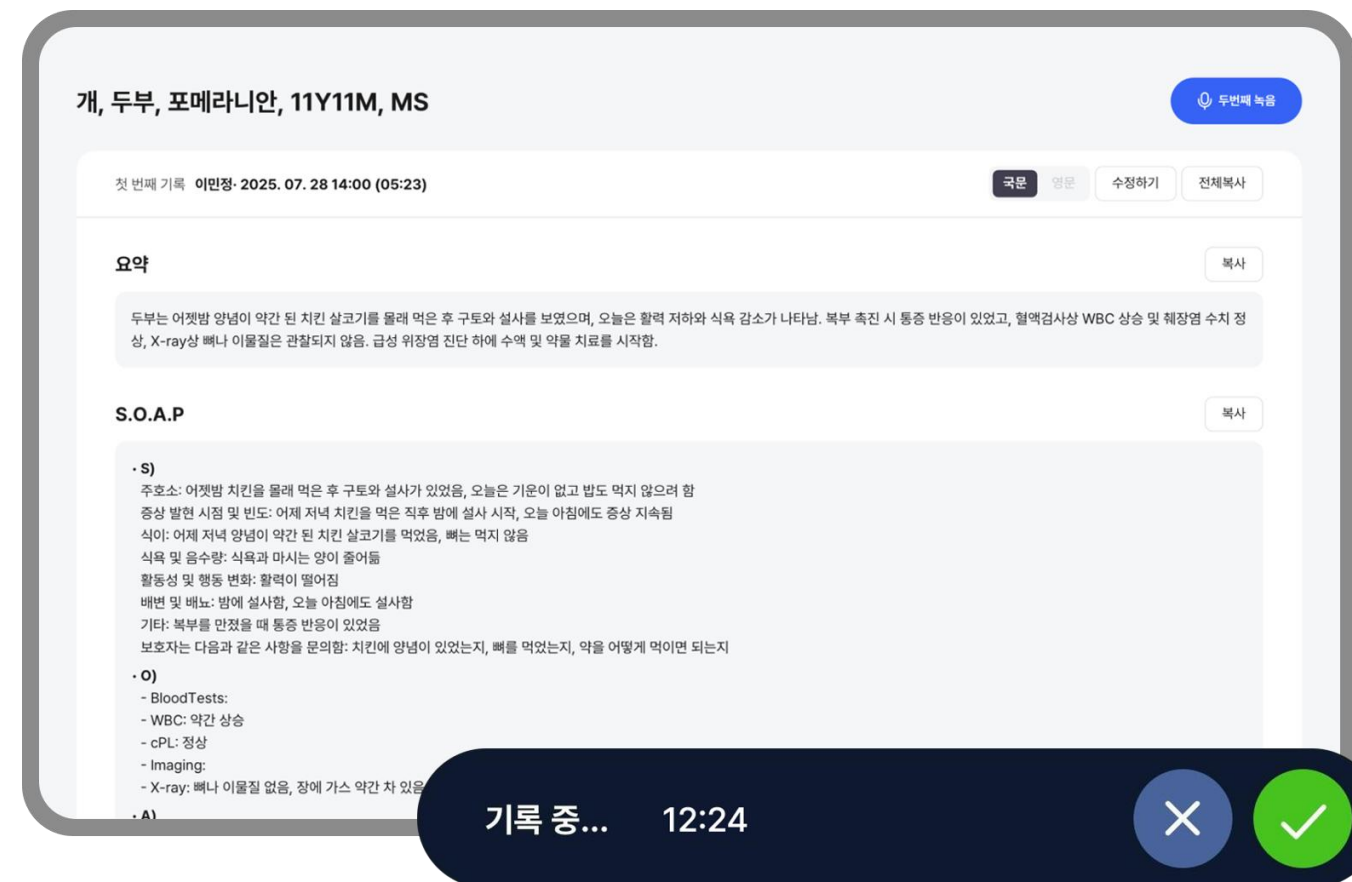 개, 두부, 포메라니안, 11Y11M, MS
두번째 녹음
첫 번째 기록 이민정· 2025. 07. 28 14:00 (05:23)
국문 영문 수정하기 전체복사
요약
복사
두부는 어젯밤 양념이 약간 된 치킨 살코기를 몰래 먹은 후 구토와 설사를 보였으며, 오늘은 활력 저하와 식욕 감소가 나타남. 복부 촉진 시 통증 반응이 있었고, 혈액검사상 WBC 상승 및 췌장염 수치 정
상, X-ray상 뼈나 이물질은 관찰되지 않음. 급성 위장염 진단 하에 수액 및 약물 치료를 시작함.
S.O.A.P
복사
· S)
주호소: 어젯밤 치킨을 몰래 먹은 후 구토와 설사가 있었음, 오늘은 기운이 없고 밥도 먹지 않으려 함
증상 발현 시점 및 빈도: 어제 저녁 치킨을 먹은 직후 밤에 설사 시작, 오늘 아침에도 증상 지속됨
식이: 어제 저녁 양념이 약간 된 치킨 살코기를 먹었음, 뼈는 먹지 않음
식욕 및 음수량: 식욕과 마시는 양이 줄어듦
활동성 및 행동 변화: 활력이 떨어짐
배변 및 배뇨: 밤에 설사함, 오늘 아침에도 설사함
기타: 복부를 만졌을 때 통증 반응이 있었음
보호자는 다음과 같은 사항을 문의함: 치킨에 양념이 있었는지, 뼈를 먹었는지, 약을 어떻게 먹이면 되는지
· O)
- BloodTests:
- WBC: 약간 상승
- cPL: 정상
- Imaging:
- X-ray: 뼈나 이물질 없음, 장에 가스 약간 차 있음
· A)
기록 중... 12:24